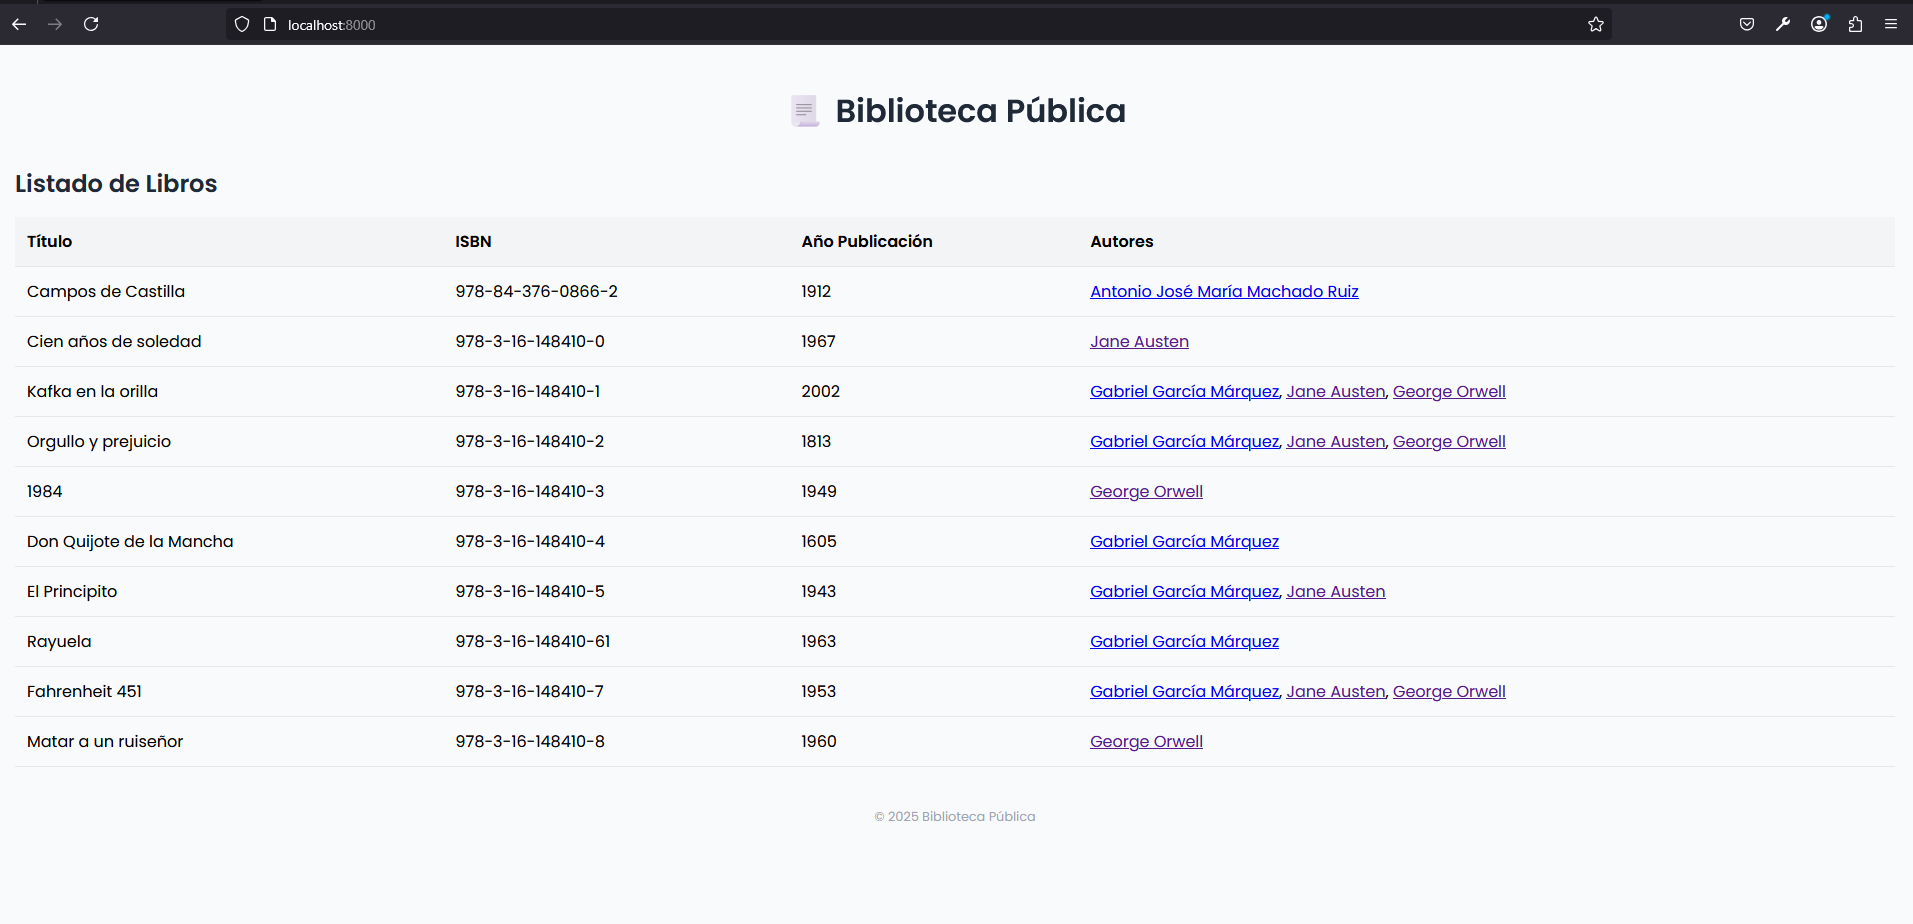 localhost:8000
Biblioteca Pública
Listado de Libros
Título ISBN Año Publicación Autores
Campos de Castilla 978-84-376-0866-2 1912 Antonio José María Machado Ruiz
Cien años de soledad 978-3-16-148410-0 1967 Jane Austen
Kafka en la orilla 978-3-16-148410-1 2002 Gabriel García Márquez, Jane Austen, George Orwell
Orgullo y prejuicio 978-3-16-148410-2 1813 Gabriel García Márquez, Jane Austen, George Orwell
1984 978-3-16-148410-3 1949 George Orwell
Don Quijote de la Mancha 978-3-16-148410-4 1605 Gabriel García Márquez
El Principito 978-3-16-148410-5 1943 Gabriel García Márquez, Jane Austen
Rayuela 978-3-16-148410-61 1963 Gabriel García Márquez
Fahrenheit 451 978-3-16-148410-7 1953 Gabriel García Márquez, Jane Austen, George Orwell
Matar a un ruiseñor 978-3-16-148410-8 1960 George Orwell
© 2025 Biblioteca Pública